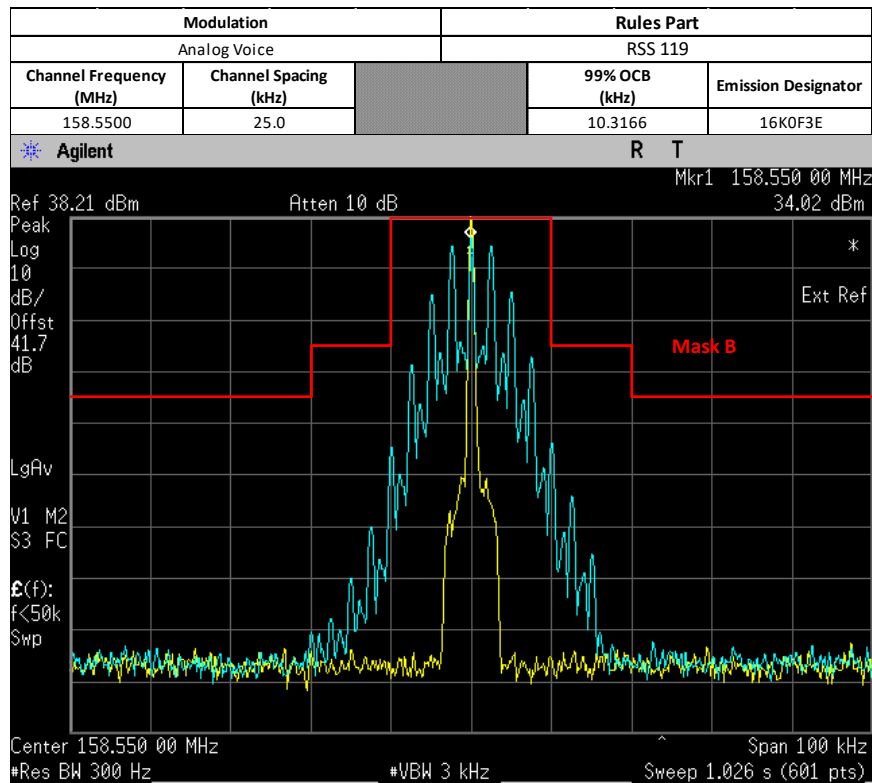 Modulation Rules Part
Analog Voice RSS 119
Channel Frequency (MHz) Channel Spacing (kHz) 99% OCB (kHz) Emission Designator
158.5500 25.0 10.3166 16K0F3E
Agilent R T
Mkr1 158.550 00 MHz
Ref 38.21 dBm Atten 10 dB 34.02 dBm
Peak
Log
10
dB/
Offst
41.7
dB
*
Ext Ref
Mask B
1
LgAv
V1 M2
S3 FC
£(f):
f<50k
Swp
Center 158.550 00 MHz ^ Span 100 kHz
#Res BW 300 Hz #VBW 3 kHz Sweep 1.026 s (601 pts)